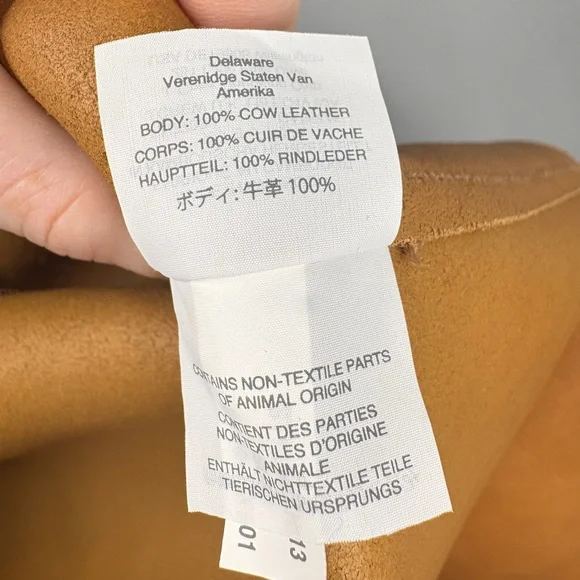 Delaware
Verenidge Staten Van
Amerika
BODY: 100% COW LEATHER
CORPS: 100% CUIR DE VACHE
HAUPTTEIL: 100% RINDLEDER
ボディ: 牛革 100%
CONTAINS NON-TEXTILE PARTS
OF ANIMAL ORIGIN
CONTIENT DES PARTIES
NON-TEXTILES D'ORIGINE
ANIMALE
ENTHÄLT NICHTTEXTILE TEILE
TIERISCHEN URSPRUNGS
13
01